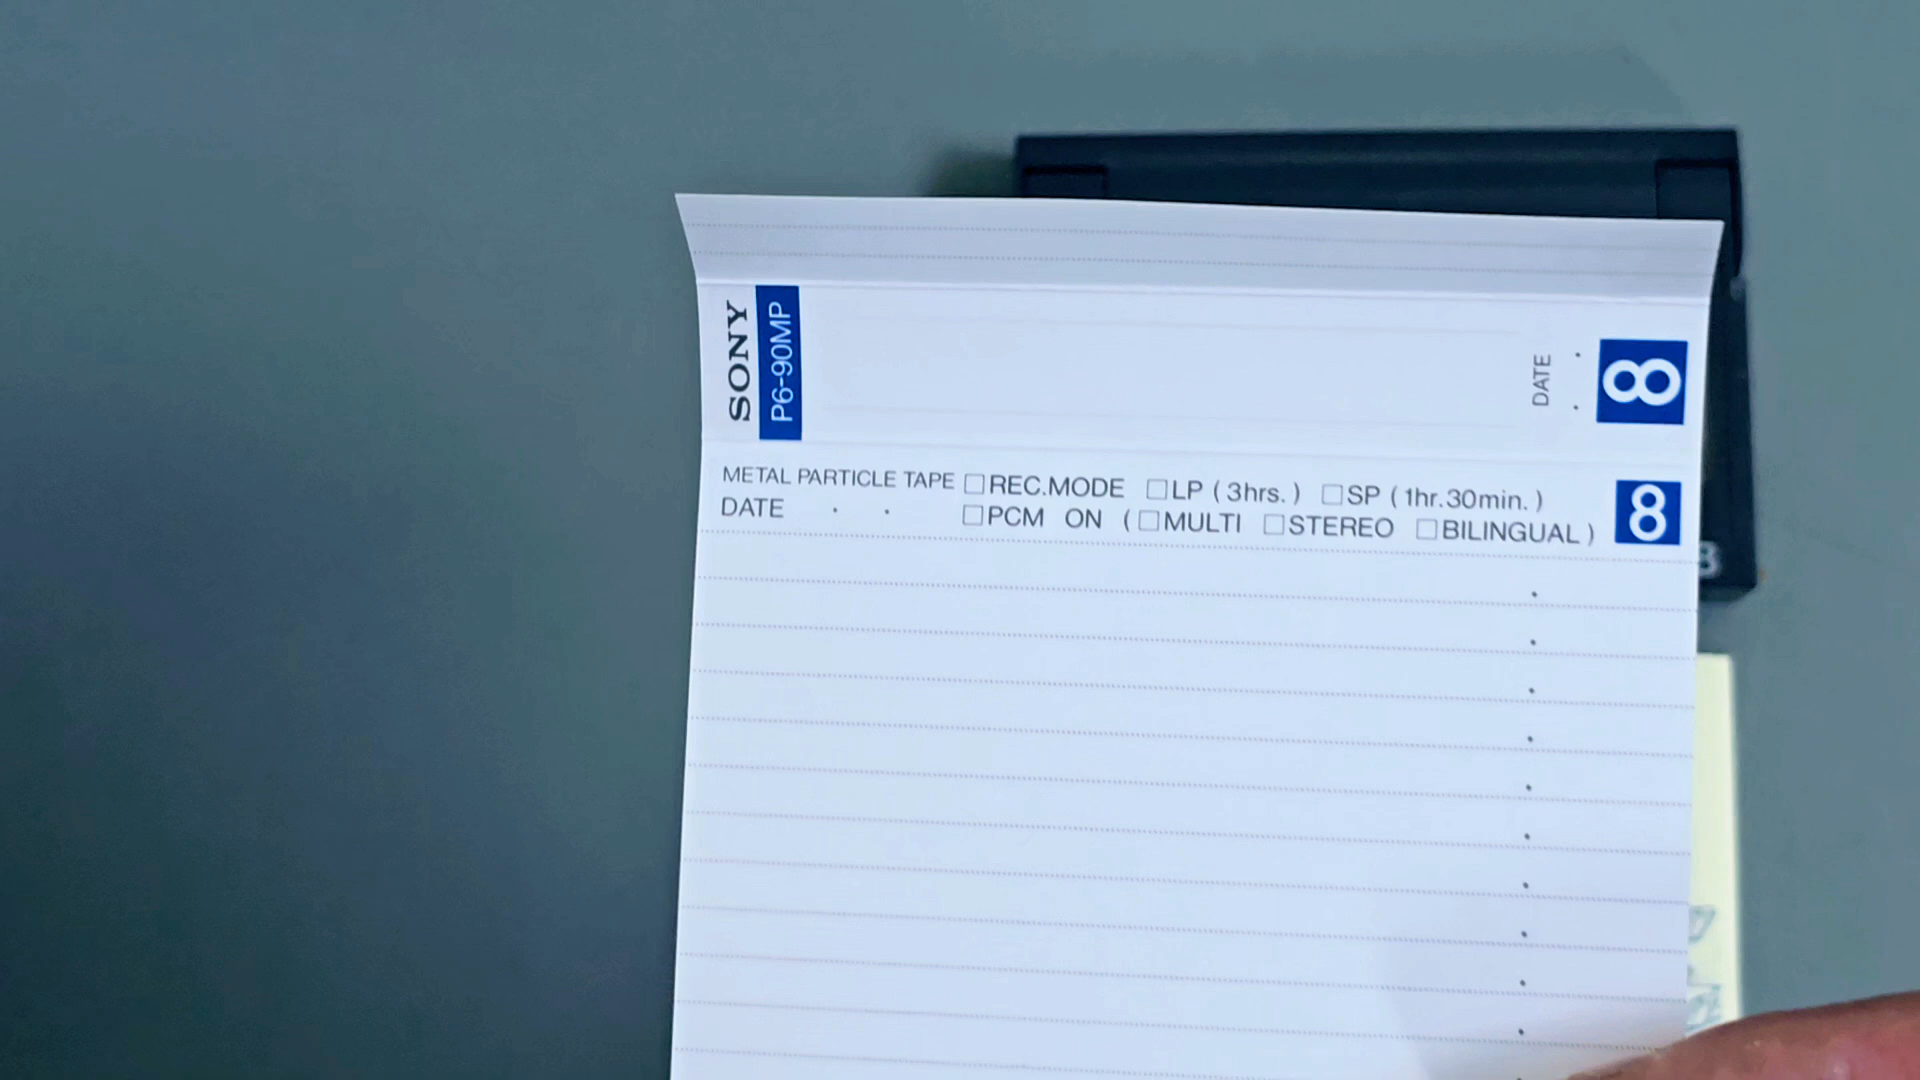 SONY
P6-90MP
DATE . .
8
METAL PARTICLE TAPE □REC.MODE □LP (3hrs.) □SP (1hr.30min.)
DATE . . □PCM ON (□MULTI □STEREO □BILINGUAL)
8
8